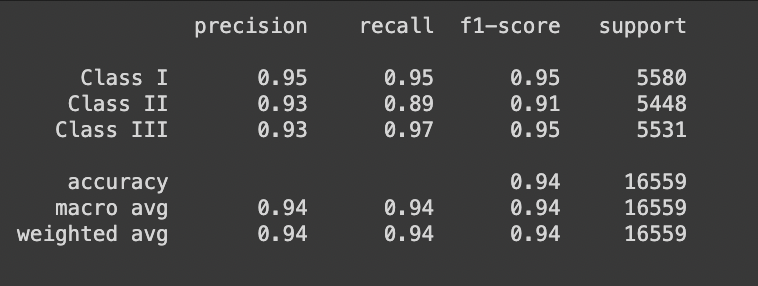 precision recall f1-score support
Class I 0.95 0.95 0.95 5580
Class II 0.93 0.89 0.91 5448
Class III 0.93 0.97 0.95 5531
accuracy 0.94 16559
macro avg 0.94 0.94 0.94 16559
weighted avg 0.94 0.94 0.94 16559